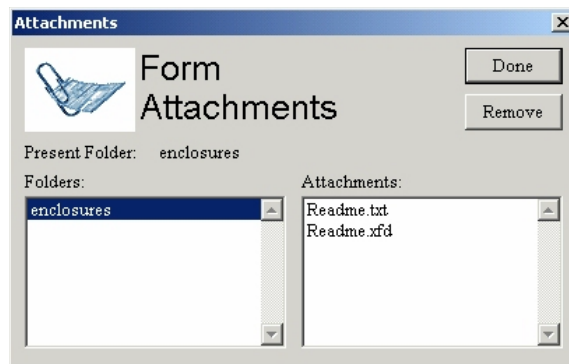 Attachments
Form
Attachments
Done
Remove
Present Folder: enclosures
Folders:
enclosures
Attachments:
Readme.txt
Readme.xfd